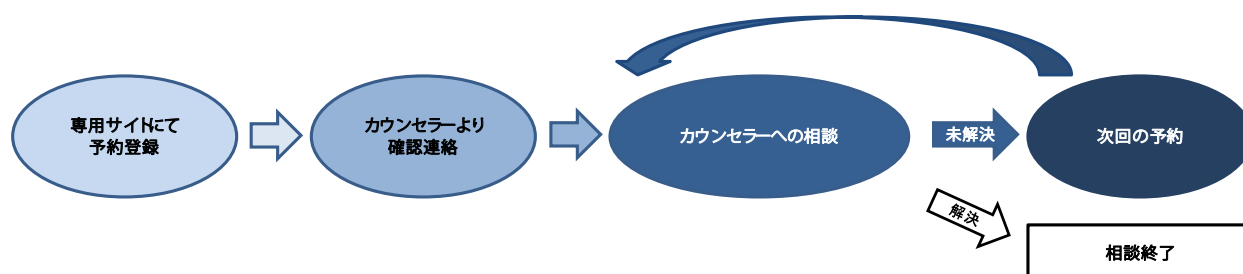 専用サイトにて
予約登録
カウンセラーより
確認連絡
カウンセラーへの相談
未解決
次回の予約
解決
相談終了